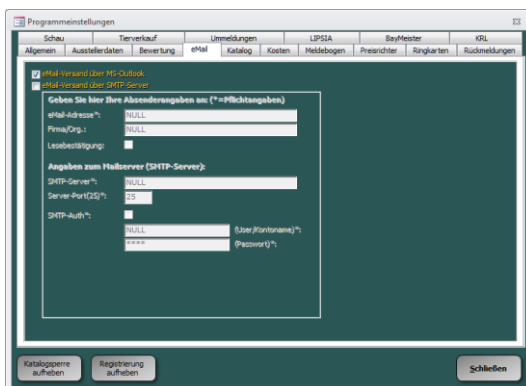 Programmeinstellungen
Schau Tierverkauf Ummeldungen LIPSIA BayMeister KRL
Allgemein Ausstellerdaten Bewertung eMail Katalog Kosten Meldebogen Preisrichter Ringkarten Rückmeldungen
eMail-Versand über MS-Outlook
eMail-Versand über SMTP-Server
Geben Sie hier Ihre Absenderangaben an: (*=Pflichtangaben)
eMail-Adresse*: NULL
Firma/Org.: NULL
Lesebestätigung:
Angaben zum Mailserver (SMTP-Server):
SMTP-Server*: NULL
Server-Port(25)*: 25
SMTP-Auth*:
NULL (User/Kontoname)*:
**** (Passwort)*:
Katalogsperre aufheben
Registrierung aufheben
Schließen